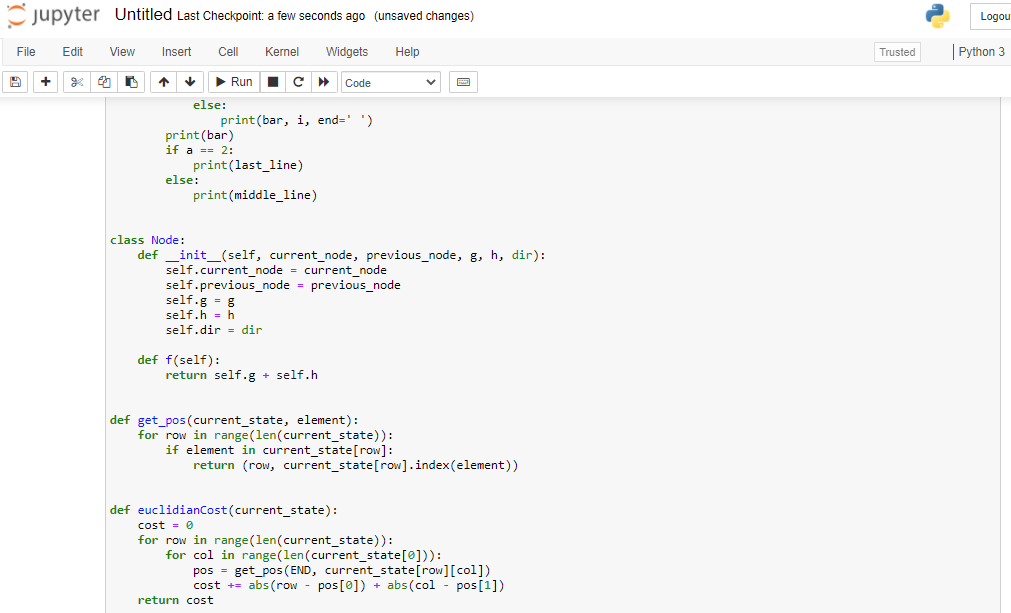 jupyter Untitled Last Checkpoint: a few seconds ago (unsaved changes) Logou
File Edit View Insert Cell Kernel Widgets Help Trusted Python 3
Run Code
            else:
                print(bar, i, end=' ')
        print(bar)
        if a == 2:
            print(last_line)
        else:
            print(middle_line)
class Node:
    def __init__(self, current_node, previous_node, g, h, dir):
        self.current_node = current_node
        self.previous_node = previous_node
        self.g = g
        self.h = h
        self.dir = dir
    def f(self):
        return self.g + self.h
def get_pos(current_state, element):
    for row in range(len(current_state)):
        if element in current_state[row]:
            return (row, current_state[row].index(element))
def euclidianCost(current_state):
    cost = 0
    for row in range(len(current_state)):
        for col in range(len(current_state[0])):
            pos = get_pos(END, current_state[row][col])
            cost += abs(row - pos[0]) + abs(col - pos[1])
    return cost